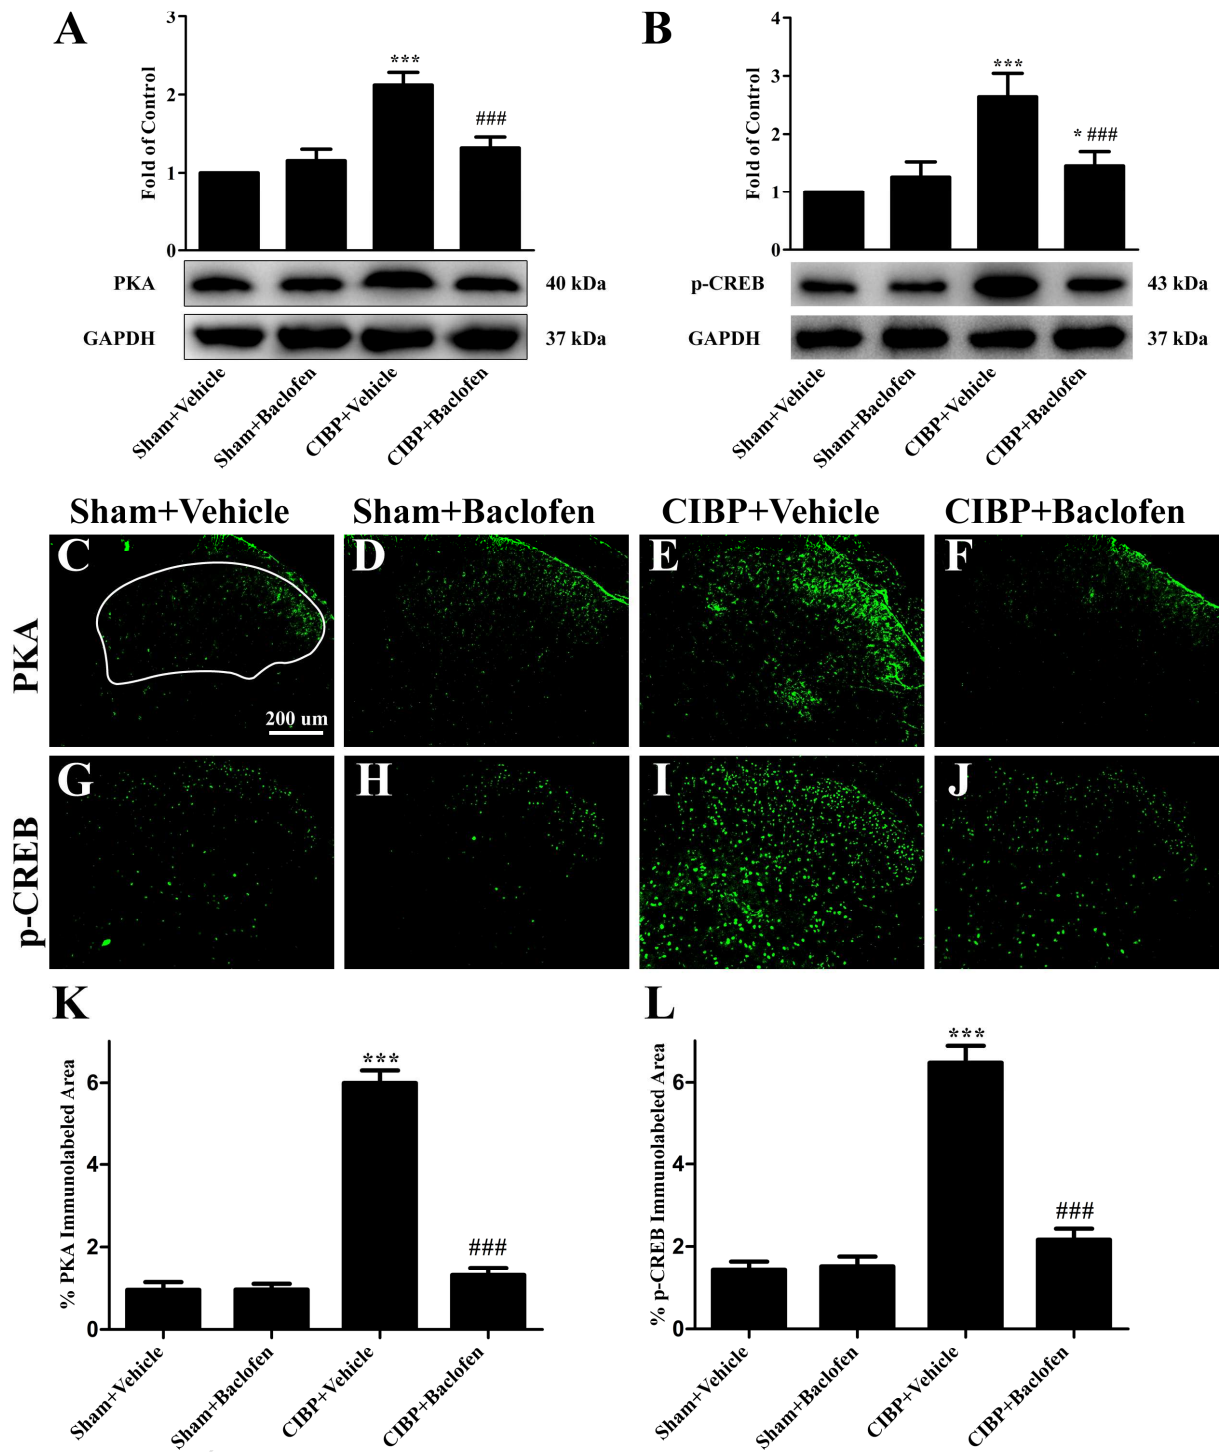 A
B
3
2
1
0
Fold of Control
***
###
4
3
2
1
0
Fold of Control
***
* ###
PKA
40 kDa
GAPDH
37 kDa
p-CREB
43 kDa
GAPDH
37 kDa
Sham+Vehicle
Sham+Baclofen
CIBP+Vehicle
CIBP+Baclofen
Sham+Vehicle
Sham+Baclofen
CIBP+Vehicle
CIBP+Baclofen
Sham+Vehicle
Sham+Baclofen
CIBP+Vehicle
CIBP+Baclofen
PKA
C
D
E
F
200 um
p-CREB
G
H
I
J
K
L
% PKA Immunolabeled Area
6
4
2
0
***
###
% p-CREB Immunolabeled Area
6
4
2
0
***
###
Sham+Vehicle
Sham+Baclofen
CIBP+Vehicle
CIBP+Baclofen
Sham+Vehicle
Sham+Baclofen
CIBP+Vehicle
CIBP+Baclofen